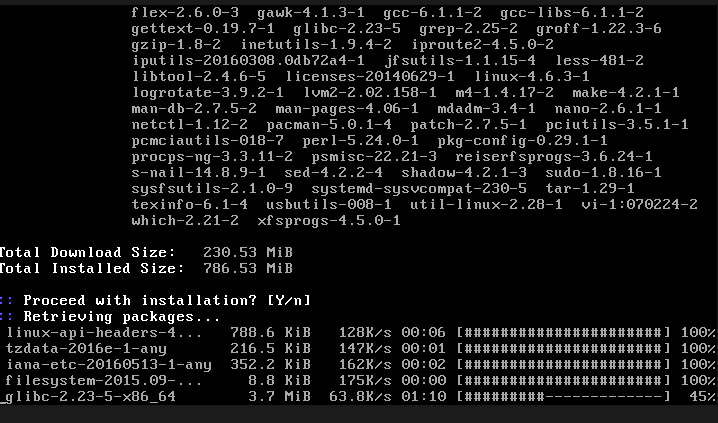 flex-2.6.0-3  gawk-4.1.3-1  gcc-6.1.1-2  gcc-libs-6.1.1-2
gettext-0.19.7-1  glibc-2.23-5  grep-2.25-2  groff-1.22.3-6
gzip-1.8-2  inetutils-1.9.4-2  iproute2-4.5.0-2
iputils-20160308.0db72a4-1  jfsutils-1.1.15-4  less-481-2
libtool-2.4.6-5  licenses-20140629-1  linux-4.6.3-1
logrotate-3.9.2-1  lvm2-2.02.158-1  m4-1.4.17-2  make-4.2.1-1
man-db-2.7.5-2  man-pages-4.06-1  mdadm-3.4-1  nano-2.6.1-1
netctl-1.12-2  pacman-5.0.1-4  patch-2.7.5-1  pciutils-3.5.1-1
pcmciautils-018-7  perl-5.24.0-1  pkg-config-0.29.1-1
procps-ng-3.3.11-2  psmisc-22.21-3  reiserfsprogs-3.6.24-1
s-nail-14.8.9-1  sed-4.2.2-4  shadow-4.2.1-3  sudo-1.8.16-1
sysfsutils-2.1.0-9  systemd-sysvcompat-230-5  tar-1.29-1
texinfo-6.1-4  usbutils-008-1  util-linux-2.28-1  vi-1:070224-2
which-2.21-2  xfsprogs-4.5.0-1
Total Download Size:   230.53 MiB
Total Installed Size:  786.53 MiB
:: Proceed with installation? [Y/n]
:: Retrieving packages...
linux-api-headers-4...   788.6 KiB   128K/s 00:06 [######################] 100%
tzdata-2016e-1-any   216.5 KiB   147K/s 00:01 [######################] 100%
iana-etc-20160513-1-any   352.2 KiB   162K/s 00:02 [######################] 100%
filesystem-2015.09-...   8.8 KiB   175K/s 00:00 [######################] 100%
_glibc-2.23-5-x86_64   3.7 MiB  63.8K/s 01:10 [#########-------------] 45%